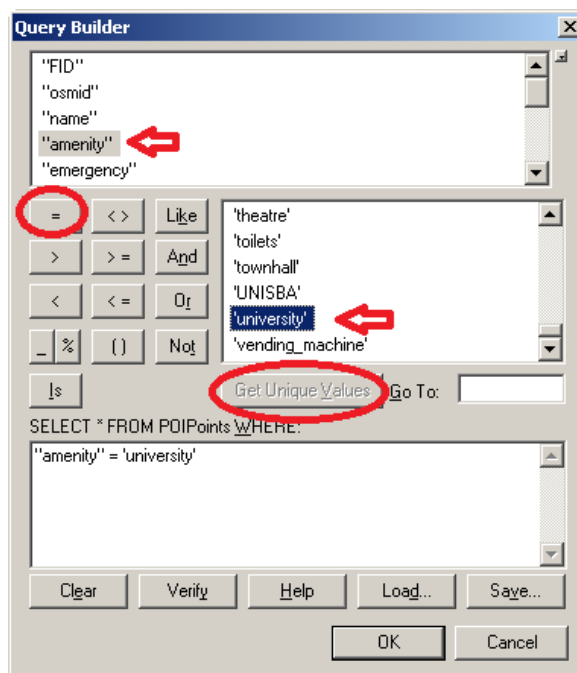 Query Builder
"FID"
"osmid"
"name"
"amenity"
"emergency"
= < > Like
> > = And
< < = Or
_ % ( ) Not
Is
'theatre'
'toilets'
'townhall'
'UNISBA'
'university'
'vending_machine'
Get Unique Values Go To:
SELECT * FROM POIPoints WHERE:
"amenity" = 'university'
Clear Verify Help Load... Save...
OK Cancel